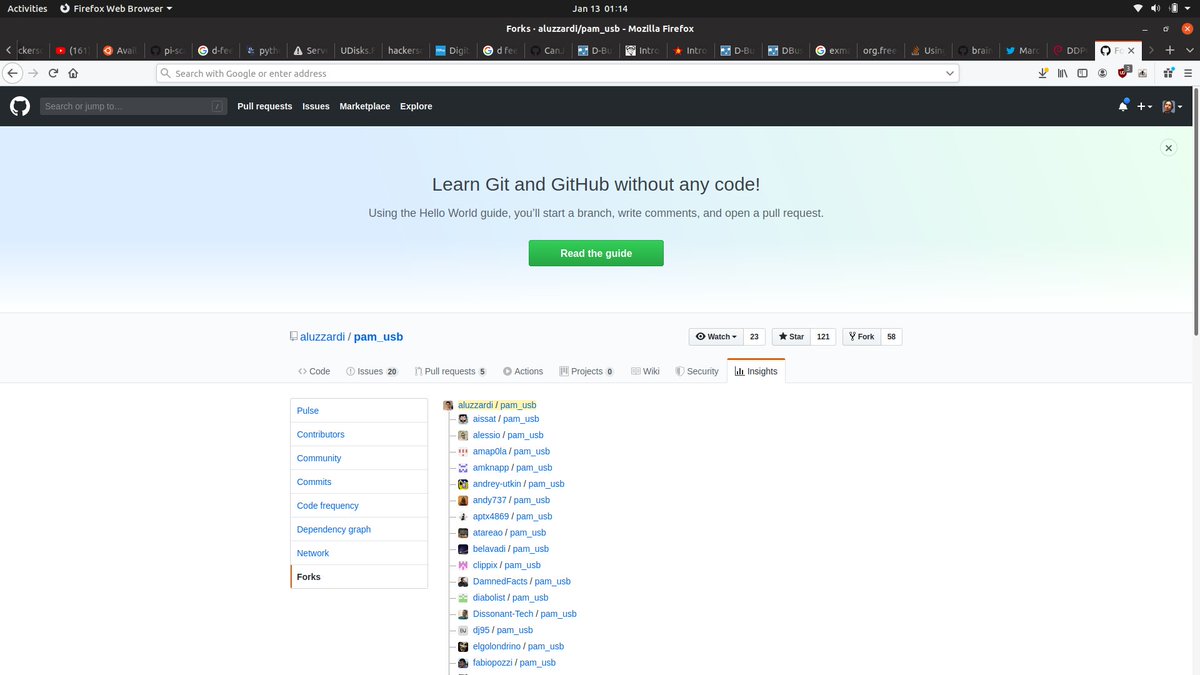 Activities Firefox Web Browser Jan 13 01:14
Forks · aluzzardi/pam_usb - Mozilla Firefox
ckersc (161) Avai pi-sc d-fee pyth Serv UDisks.F hackersa Digit d fee CanJ D-Bu Intro Intro D-Bu DBus exma org.free Using brain Marc DDP Fo
Search with Google or enter address
3
Search or jump to… / Pull requests Issues Marketplace Explore
Learn Git and GitHub without any code!
Using the Hello World guide, you’ll start a branch, write comments, and open a pull request.
Read the guide
aluzzardi / pam_usb Watch 23 Star 121 Fork 58
Code Issues 20 Pull requests 5 Actions Projects 0 Wiki Security Insights
Pulse
Contributors
Community
Commits
Code frequency
Dependency graph
Network
Forks
aluzzardi / pam_usb
aissat / pam_usb
alessio / pam_usb
amap0la / pam_usb
amknapp / pam_usb
andrey-utkin / pam_usb
andy737 / pam_usb
aptx4869 / pam_usb
atareao / pam_usb
belavadi / pam_usb
clippix / pam_usb
DamnedFacts / pam_usb
diabolist / pam_usb
Dissonant-Tech / pam_usb
dj95 / pam_usb
elgolondrino / pam_usb
fabiopozzi / pam_usb